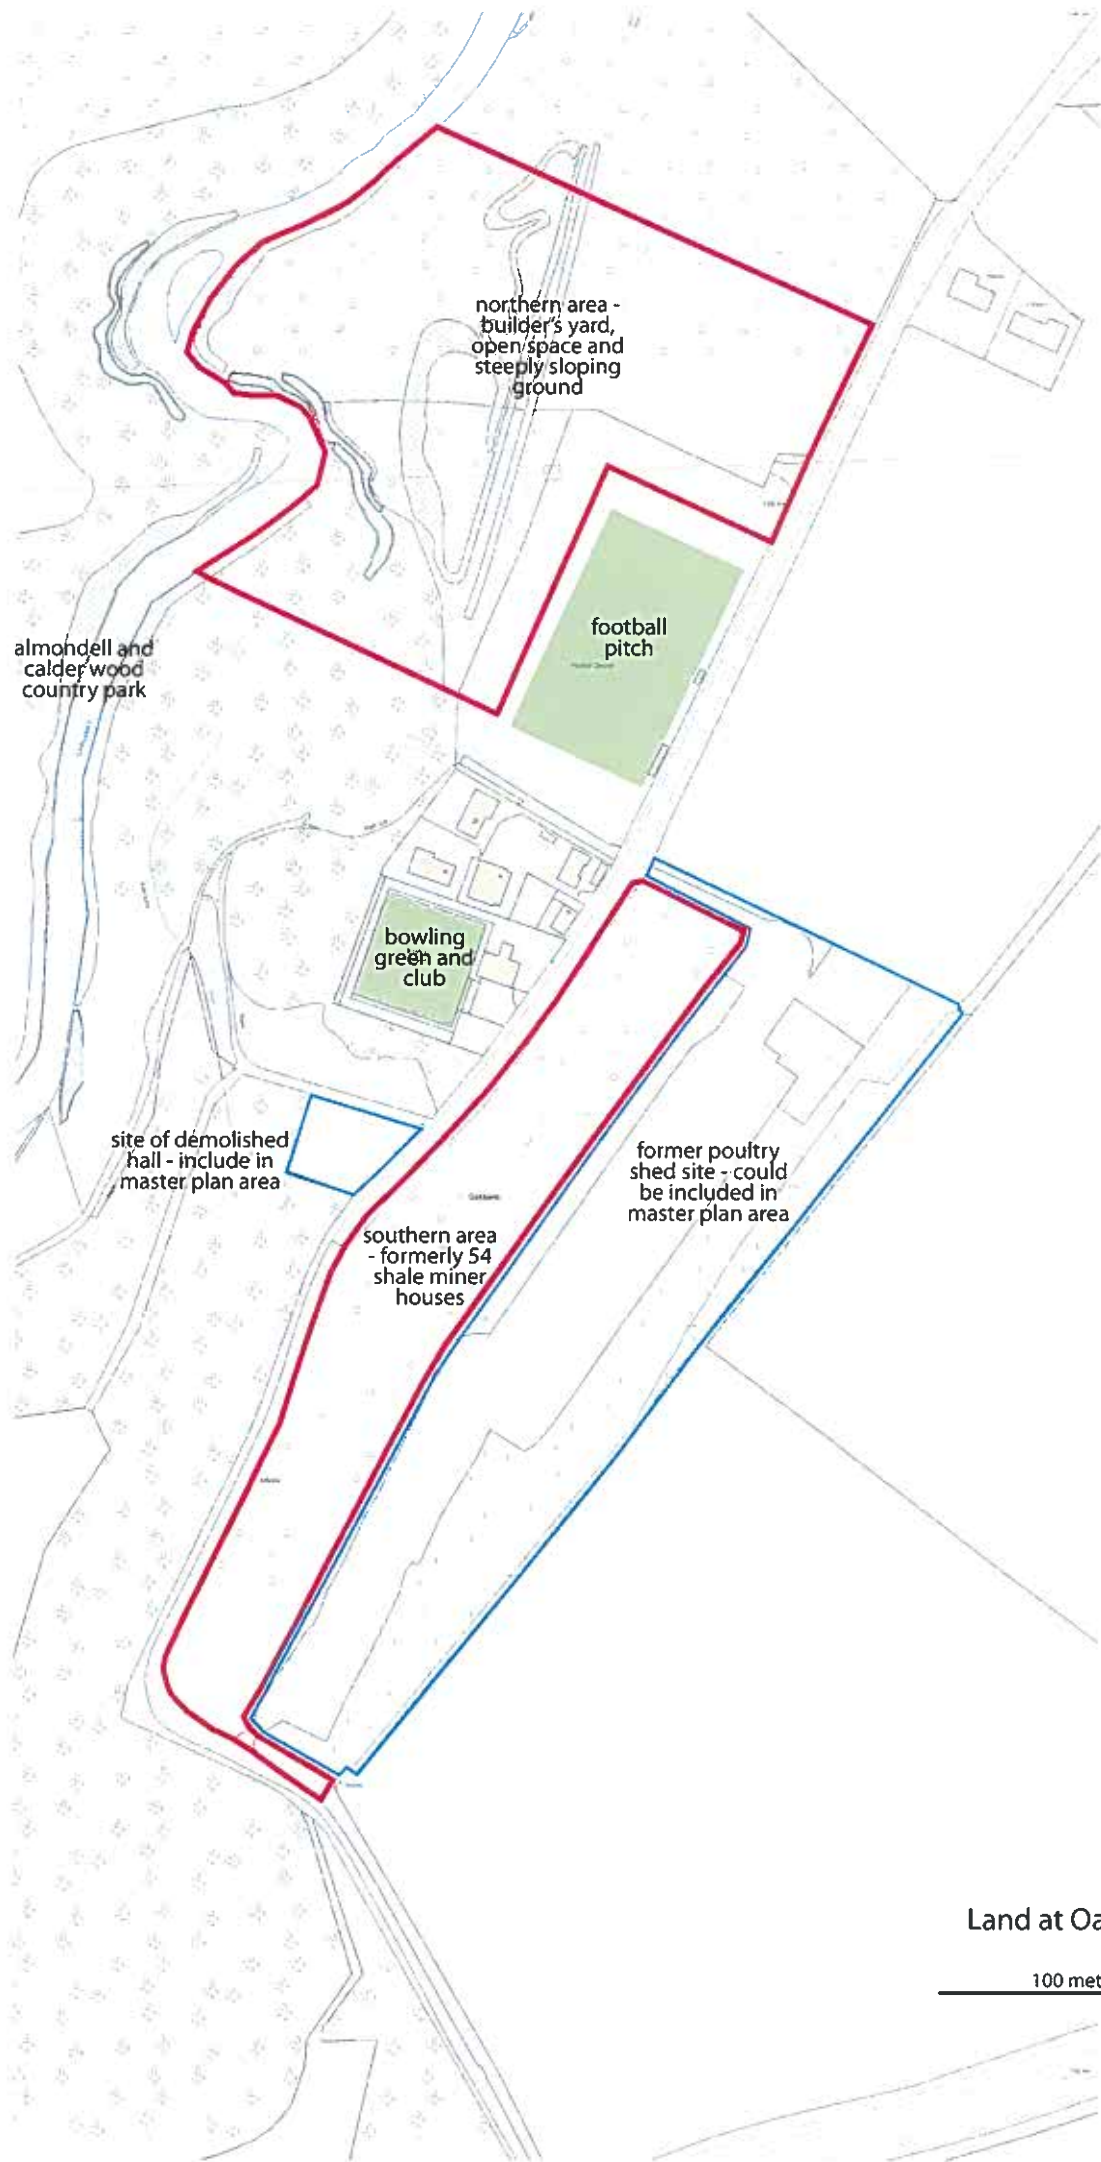 northern area -
builder's yard,
open space and
steeply sloping
ground
football
pitch
almondell and
calder wood
country park
bowling
green and
club
site of demolished
hall - include in
master plan area
former poultry
shed site - could
be included in
master plan area
southern area
- formerly 54
shale miner
houses
Land at Oa
100 met